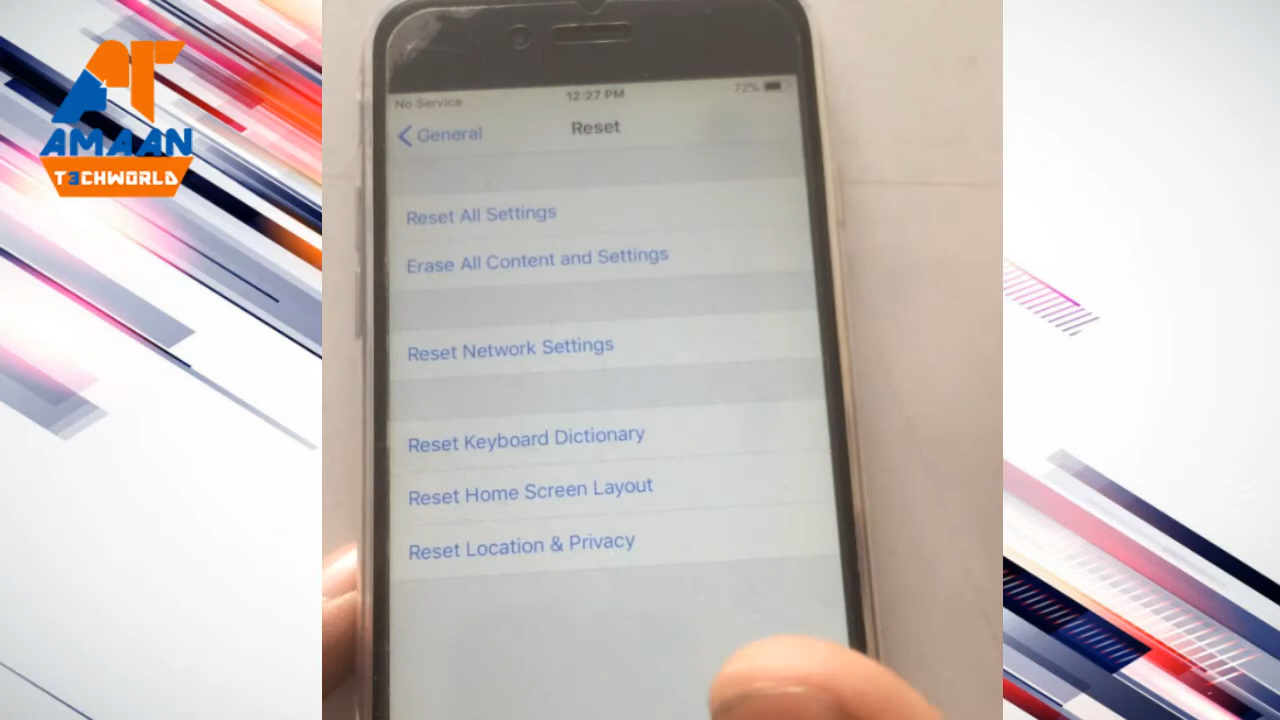 AT
AMAAN
T3CHWORLD
No Service 12:27 PM 72%
General Reset
Reset All Settings
Erase All Content and Settings
Reset Network Settings
Reset Keyboard Dictionary
Reset Home Screen Layout
Reset Location & Privacy